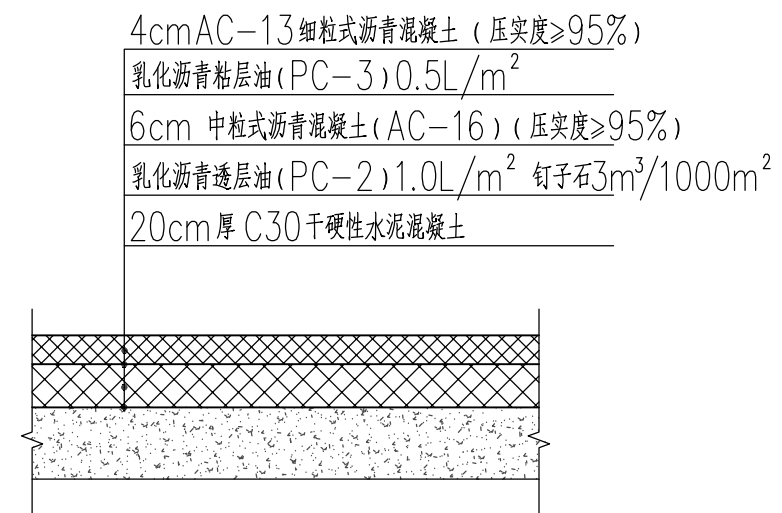 4cmAC-13细粒式沥青混凝土（压实度≥95%）
乳化沥青粘层油(PC-3)0.5L/m²
6cm 中粒式沥青混凝土(AC-16)(压实度≥95%)
乳化沥青透层油(PC-2)1.0L/m² 钉子石3m³/1000m²
20cm厚 C30干硬性水泥混凝土